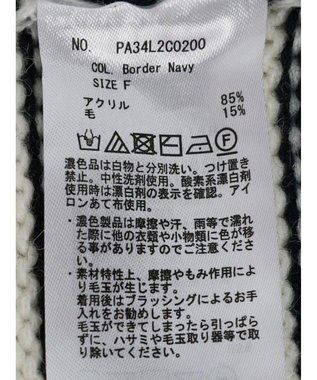 NO. PA34L2C0200
COL. Border Navy
SIZE F
アクリル 85%
毛 15%
濃色品は白物と分別洗い。つけ置き
禁止。中性洗剤使用。酸素系漂白剤
使用時は漂白剤の表示を確認。アイ
ロンあて布使用。
・濃色製品は摩擦や汗、雨等で濡れ
た際に他の衣類や小物類に色が移
る事がありますのでご注意下さい。
・素材特性上、摩擦やもみ作用によ
り毛玉が生じます。
着用後はブラッシングによるお手
入れをお勧めします。
毛玉ができてしまったら引っぱら
ずに、ハサミや毛玉取り器等で取
り除いてください。